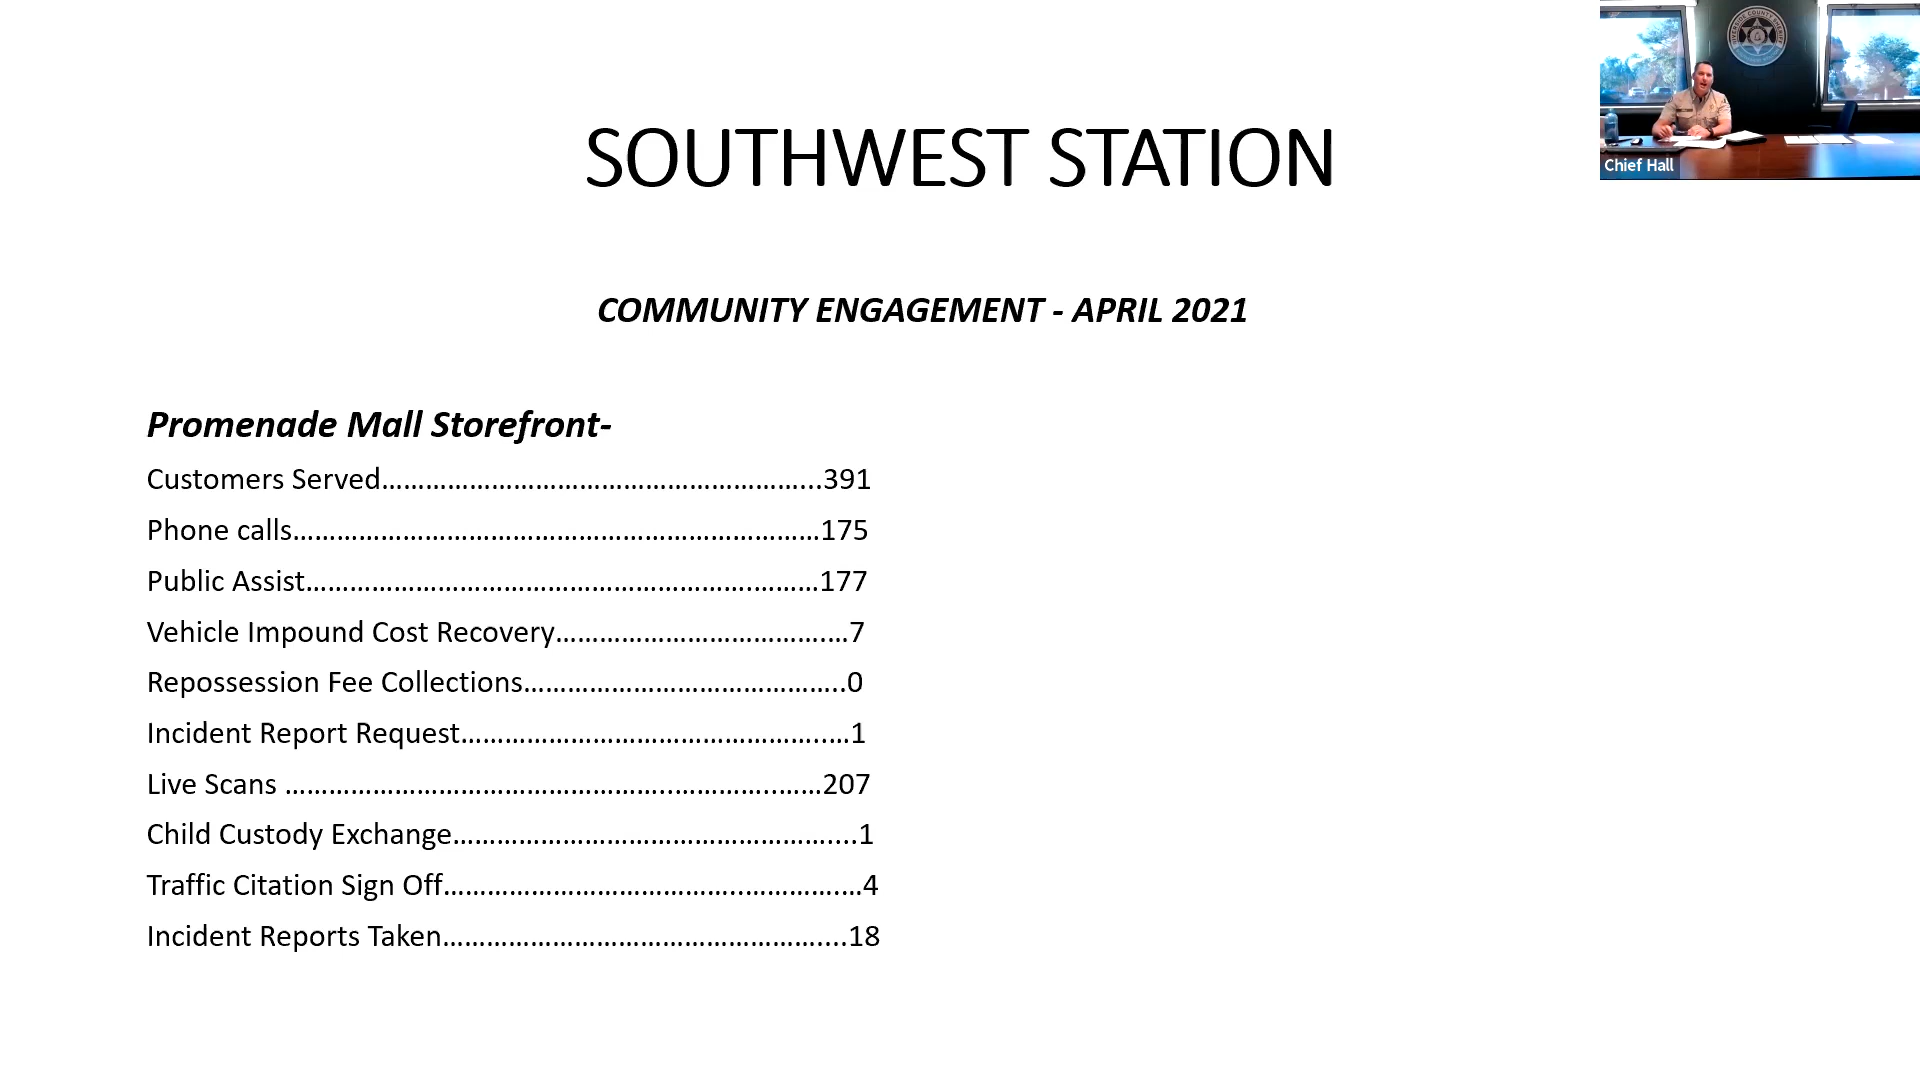 SOUTHWEST STATION
Chief Hall
COMMUNITY ENGAGEMENT - APRIL 2021
Promenade Mall Storefront-
Customers Served…………………………………………………...391
Phone calls………………………………………………………………175
Public Assist…………………………………………………….………177
Vehicle Impound Cost Recovery……………………………….…7
Repossession Fee Collections……………………………………..0
Incident Report Request…………………………………………..…1
Live Scans ……………………………………………..…………..……207
Child Custody Exchange……………………………………………....1
Traffic Citation Sign Off…………………………………..………….…4
Incident Reports Taken……………………………………………....18